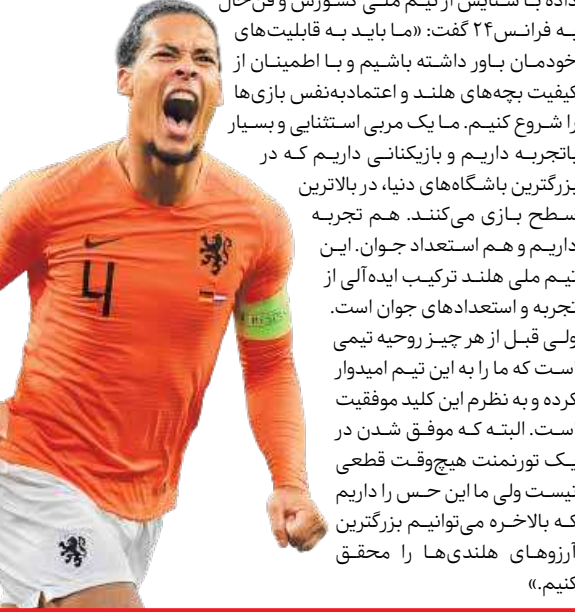 داده با ستایش از تیم ملی کشورش و فن‌خال
به فرانس۲۴ گفت: «ما باید به قابلیت‌های
خودمان باور داشته باشیم و با اطمینان از
کیفیت بچه‌های هلند و اعتمادبه‌نفس بازی‌ها
را شروع کنیم. ما یک مربی استثنایی و بسیار
باتجربه داریم و بازیکنانی داریم که در
بزرگترین باشگاه‌های دنیا، در بالاترین
سطح بازی می‌کنند. هم تجربه
داریم و هم استعداد جوان. این
تیم ملی هلند ترکیب ایده‌آلی از
تجربه و استعدادهای جوان است.
ولی قبل از هر چیز روحیه تیمی
است که ما را به این تیم امیدوار
کرده و به نظرم این کلید موفقیت
است. البته که موفق شدن در
یک تورنمنت هیچ‌وقت قطعی
نیست ولی ما این حس را داریم
که بالاخره می‌توانیم بزرگترین
آرزوهای هلندی‌ها را محقق
کنیم.»
4